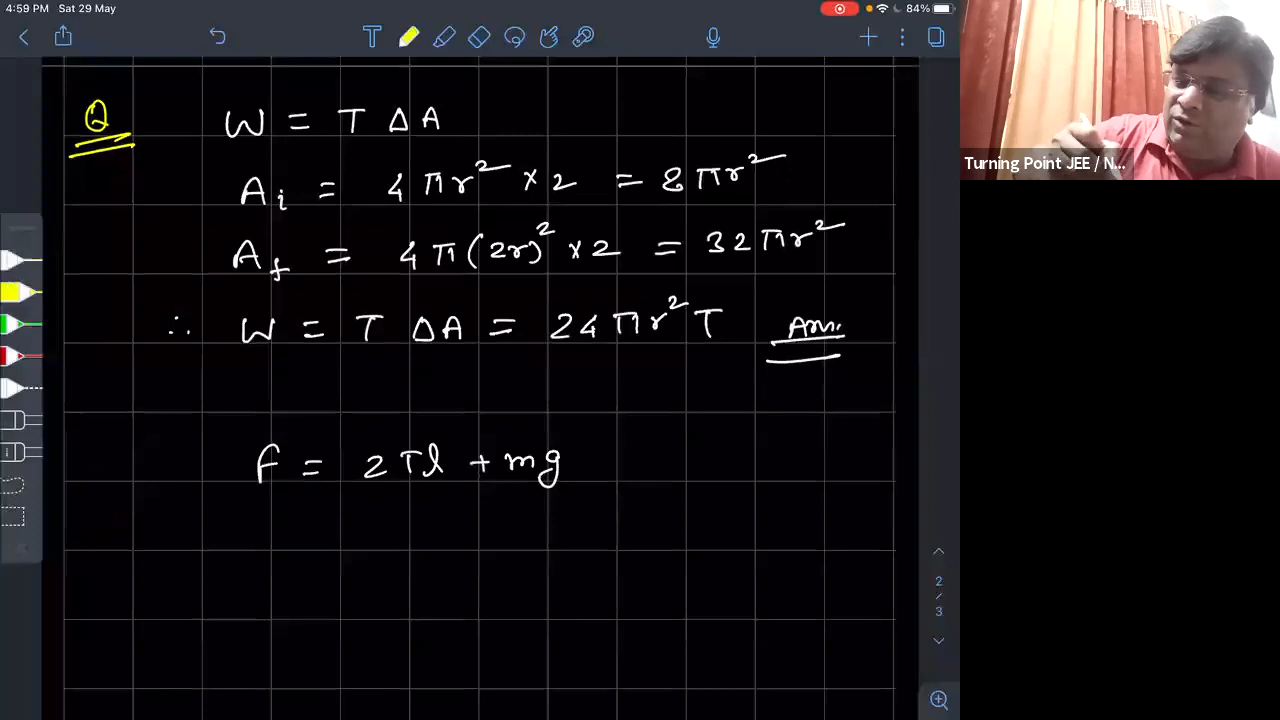 4:59 PM Sat 29 May
84%
Q
W = T ΔA
Aᵢ = 4πr² × 2 = 8πr²
A_f = 4π(2r)² × 2 = 32πr²
∴ W = T ΔA = 24πr²T Ans.
F = 2Tl + mg
Turning Point JEE / N...
2
/
3